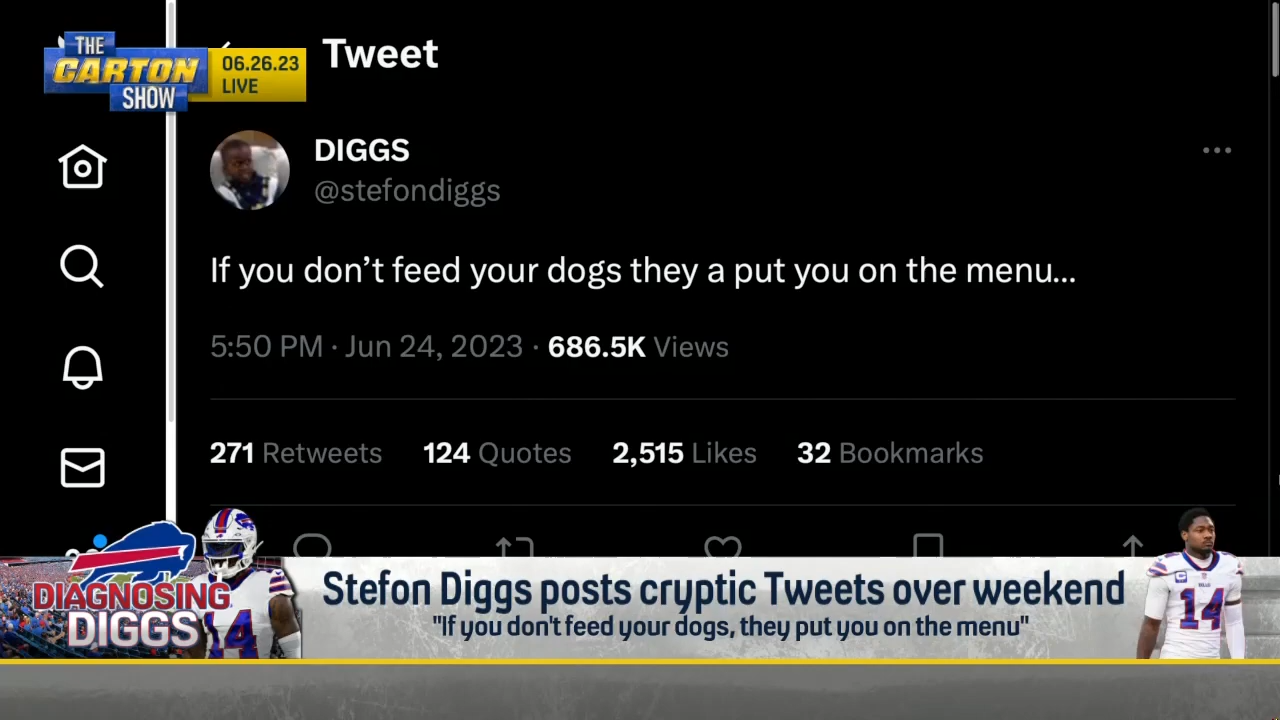 THE
CARTON
SHOW
06.26.23
LIVE
Tweet
DIGGS
@stefondiggs
If you don’t feed your dogs they a put you on the menu...
5:50 PM · Jun 24, 2023 · 686.5K Views
271 Retweets 124 Quotes 2,515 Likes 32 Bookmarks
DIAGNOSING
DIGGS
14
Stefon Diggs posts cryptic Tweets over weekend
"If you don't feed your dogs, they put you on the menu"
14